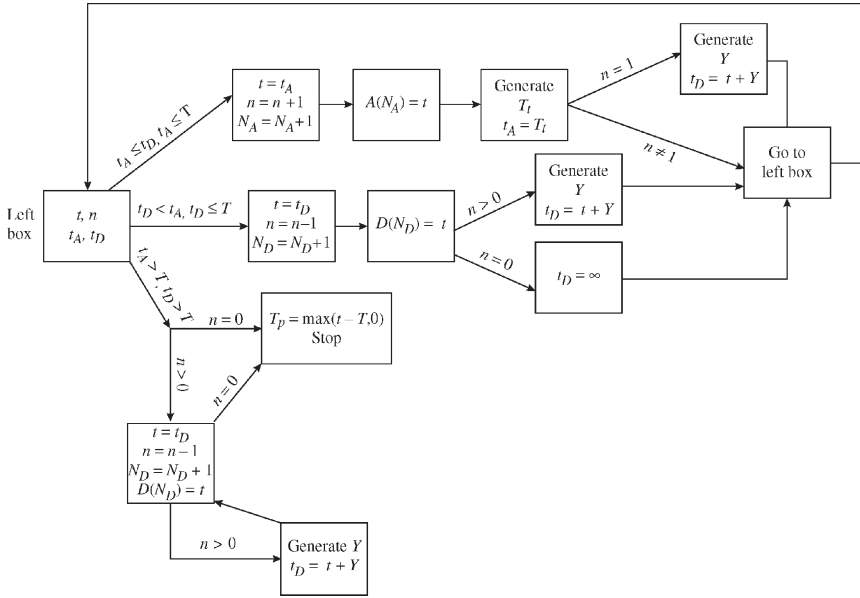 Left
box
t, n
t_A, t_D
t_A ≤ t_D, t_A ≤ T
t = t_A
n = n + 1
N_A = N_A + 1
A(N_A) = t
Generate
T_t
t_A = T_t
n = 1
Generate
Y
t_D = t + Y
n ≠ 1
Go to
left box
t_D < t_A, t_D ≤ T
t = t_D
n = n – 1
N_D = N_D + 1
D(N_D) = t
n > 0
Generate
Y
t_D = t + Y
n = 0
t_D = ∞
t_A > T, t_D > T
n = 0
T_p = max(t – T,0)
Stop
n > 0
n = 0
t = t_D
n = n – 1
N_D = N_D + 1
D(N_D) = t
n > 0
Generate Y
t_D = t + Y